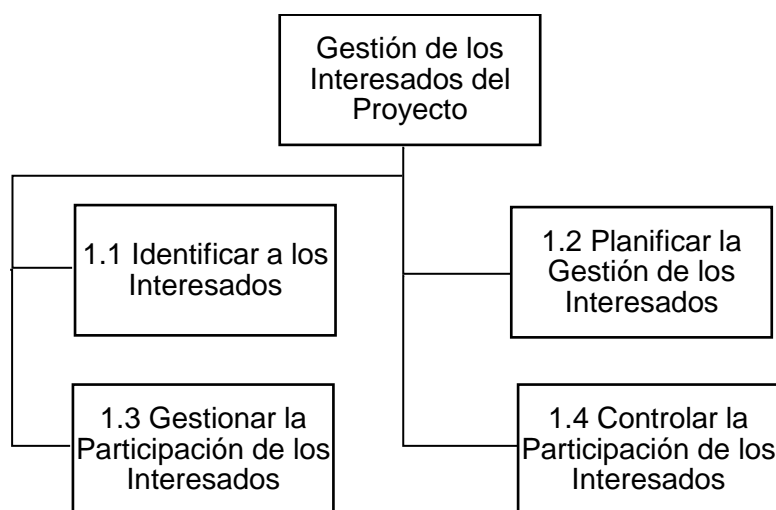 Gestión de los
Interesados del
Proyecto
1.1 Identificar a los
Interesados
1.2 Planificar la
Gestión de los
Interesados
1.3 Gestionar la
Participación de los
Interesados
1.4 Controlar la
Participación de los
Interesados